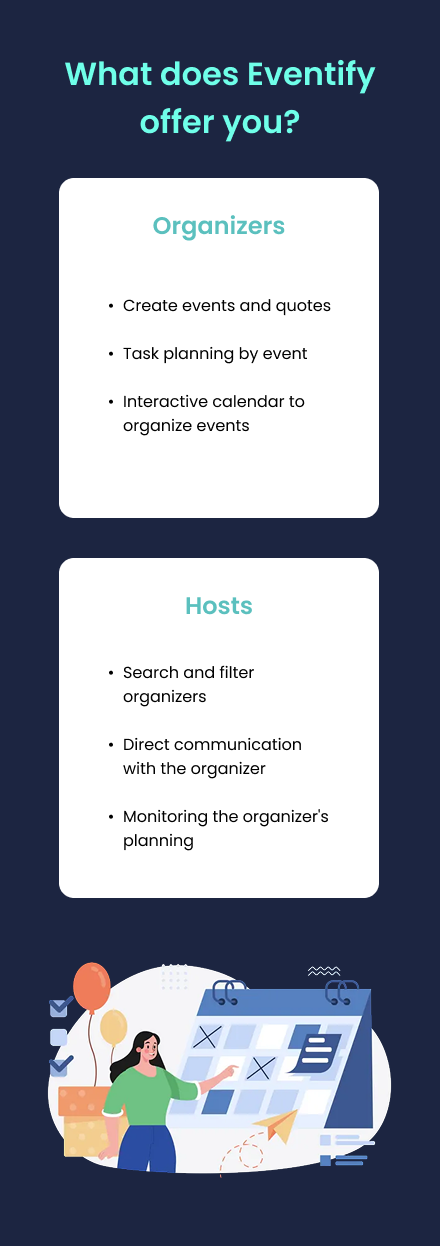 What does Eventify
offer you?
Organizers
• Create events and quotes
• Task planning by event
• Interactive calendar to
organize events
Hosts
• Search and filter
organizers
• Direct communication
with the organizer
• Monitoring the organizer's
planning